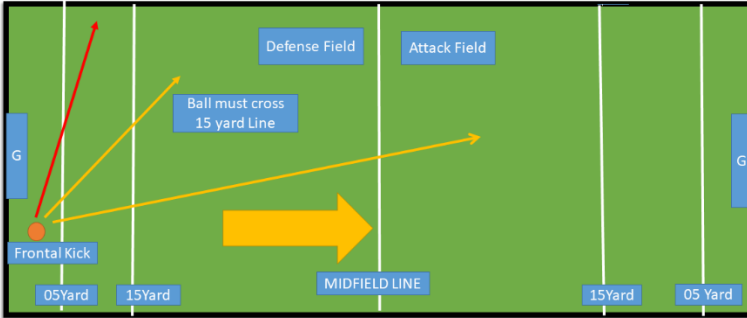 Defense Field
Attack Field
Ball must cross
15 yard Line
G
G
Frontal Kick
05Yard
15Yard
MIDFIELD LINE
15Yard
05 Yard